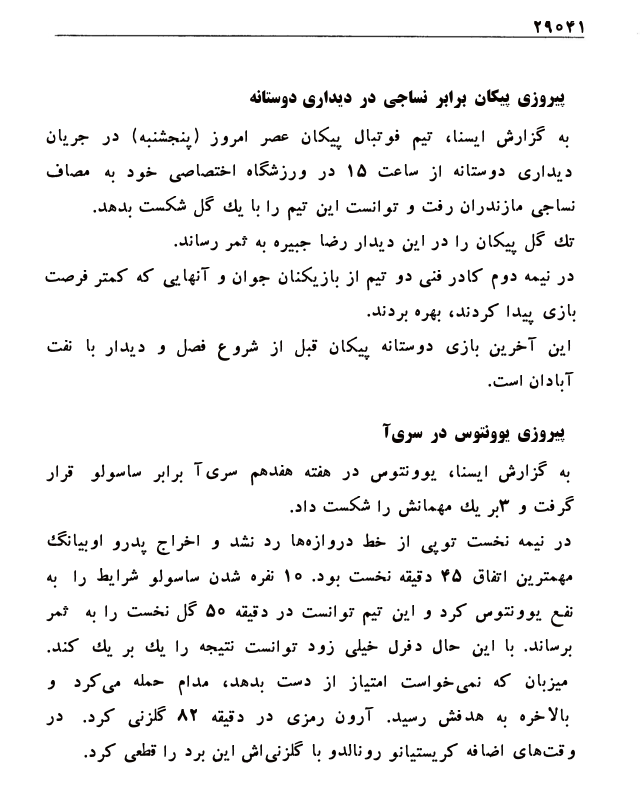 ۲۹۰۴۱
پیروزی پیکان برابر نساجی در دیداری دوستانه
به گزارش ایسنا، تیم فوتبال پیکان عصر امروز (پنجشنبه) در جریان
دیداری دوستانه از ساعت ۱۵ در ورزشگاه اختصاصی خود به مصاف
نساجی مازندران رفت و توانست این تیم را با یك گل شکست بدهد.
تك گل پیکان را در این دیدار رضا جبیره به ثمر رساند.
در نیمه دوم کادر فنی دو تیم از بازیکنان جوان و آنهایی که کمتر فرصت
بازی پیدا کردند، بهره بردند.
این آخرین بازی دوستانه پیکان قبل از شروع فصل و دیدار با نفت
آبادان است.
پیروزی یوونتوس در سری‌آ
به گزارش ایسنا، یوونتوس در هفته هفدهم سری‌آ برابر ساسولو قرار
گرفت و ۳بر یك مهمانش را شکست داد.
در نیمه نخست توپی از خط دروازه‌ها رد نشد و اخراج پدرو اوبیانگ
مهمترین اتفاق ۴۵ دقیقه نخست بود. ۱۰ نفره شدن ساسولو شرایط را به
نفع یوونتوس کرد و این تیم توانست در دقیقه ۵۰ گل نخست را به ثمر
برساند. با این حال دفرل خیلی زود توانست نتیجه را یك بر یك کند.
میزبان که نمی‌خواست امتیاز از دست بدهد، مدام حمله می‌کرد و
بالاخره به هدفش رسید. آرون رمزی در دقیقه ۸۲ گلزنی کرد. در
وقت‌های اضافه کریستیانو رونالدو با گلزنی‌اش این برد را قطعی کرد.